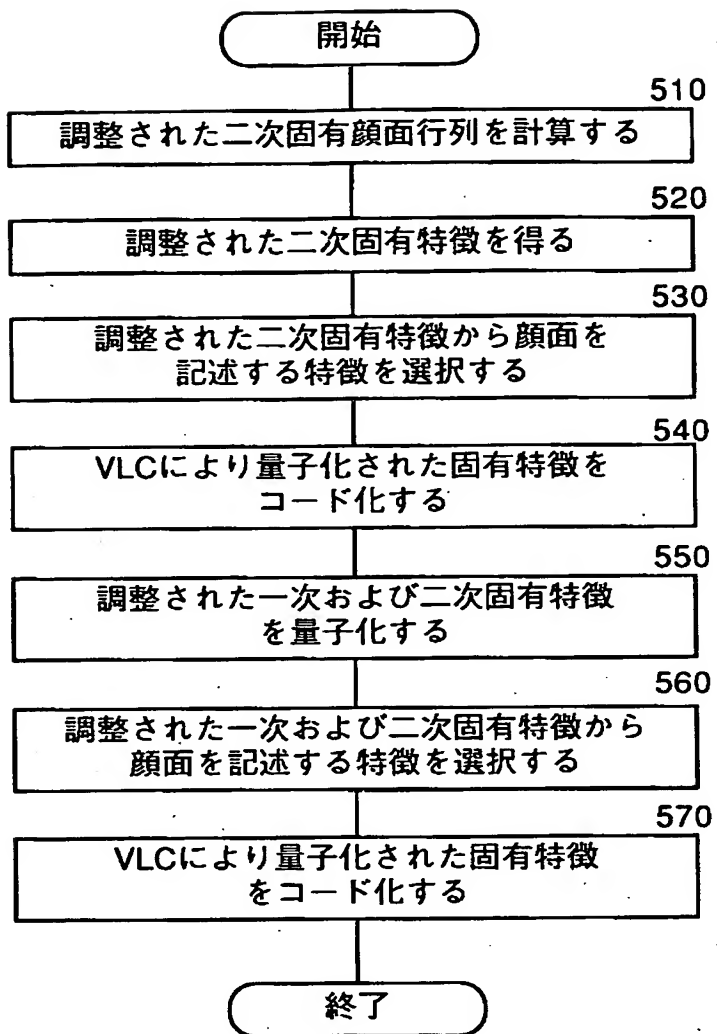 開始
510
調整された二次固有顔面行列を計算する
520
調整された二次固有特徴を得る
530
調整された二次固有特徴から顔面を
記述する特徴を選択する
540
VLCにより量子化された固有特徴を
コード化する
550
調整された一次および二次固有特徴
を量子化する
560
調整された一次および二次固有特徴から
顔面を記述する特徴を選択する
570
VLCにより量子化された固有特徴
をコード化する
終了